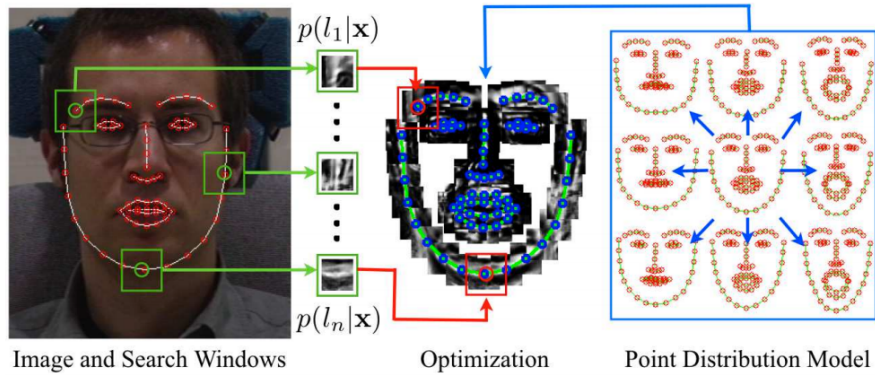 p(l₁|x)
p(lₙ|x)
Image and Search Windows
Optimization
Point Distribution Model